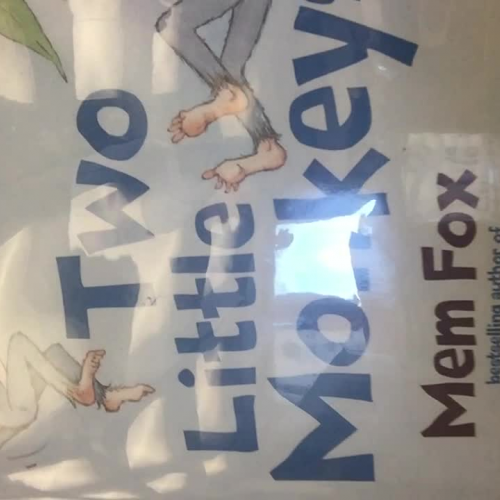 Two
Little
Monkeys
Mem Fox
bestselling author of